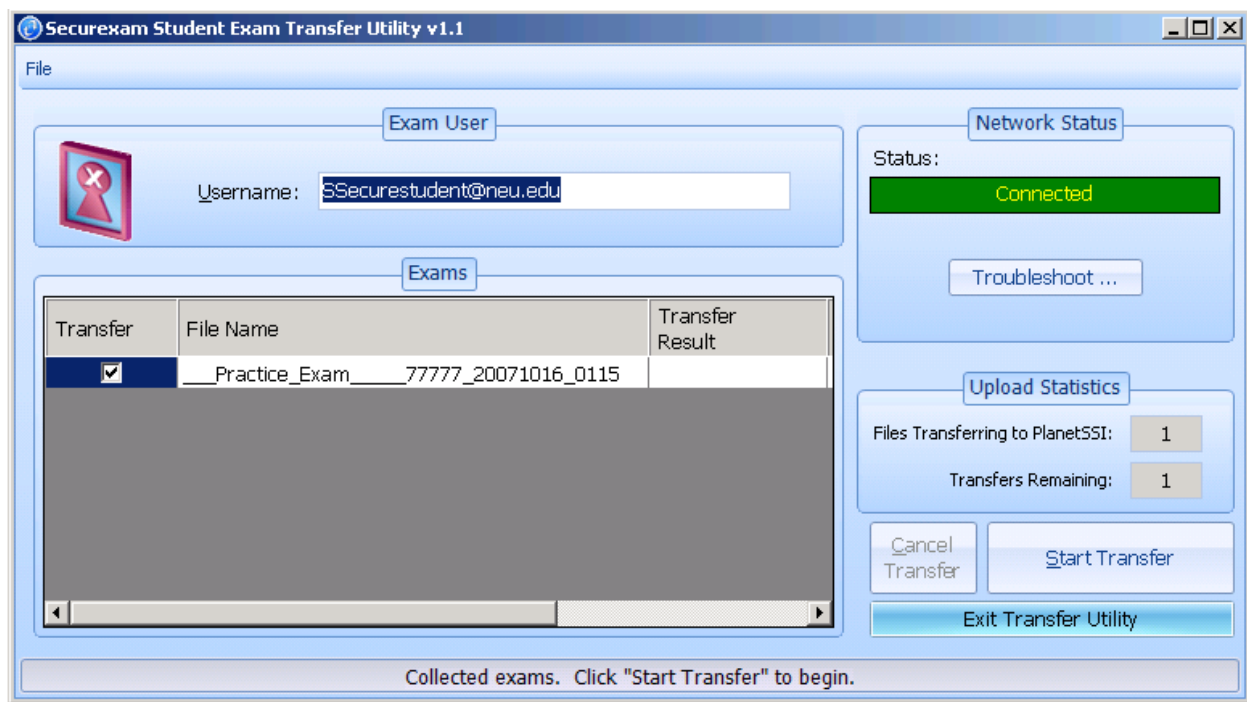 Securexam Student Exam Transfer Utility v1.1
File
Exam User
Username: SSecurestudent@neu.edu
Network Status
Status:
Connected
Troubleshoot ...
Exams
Transfer File Name Transfer Result
___Practice_Exam_____77777_20071016_0115
Upload Statistics
Files Transferring to PlanetSSI: 1
Transfers Remaining: 1
Cancel Transfer
Start Transfer
Exit Transfer Utility
Collected exams. Click "Start Transfer" to begin.